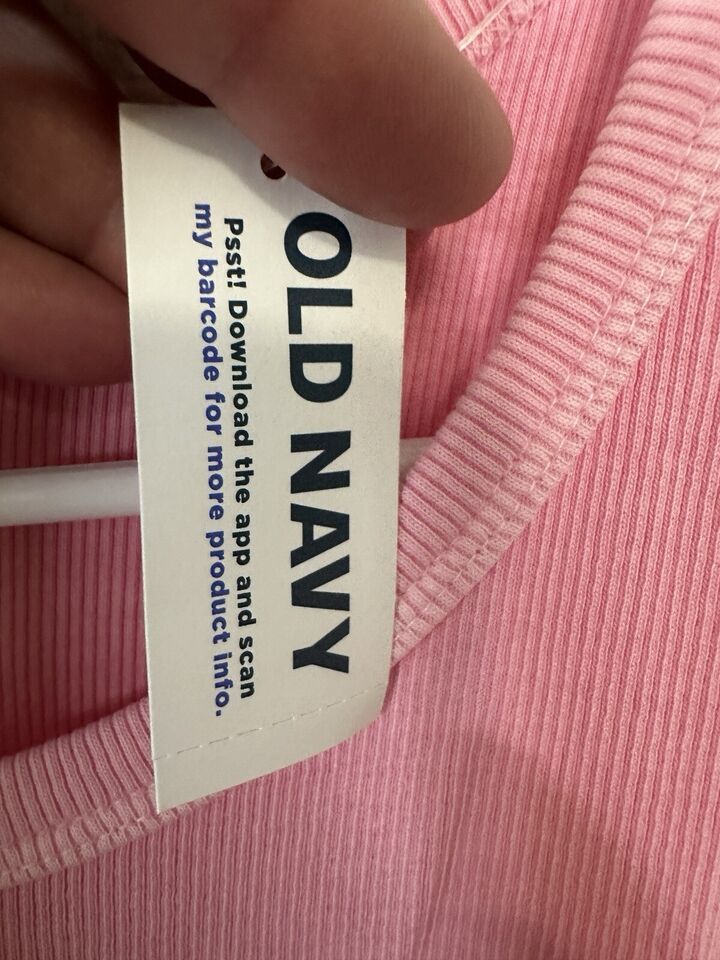 OLD NAVY
Psst! Download the app and scan
my barcode for more product info.